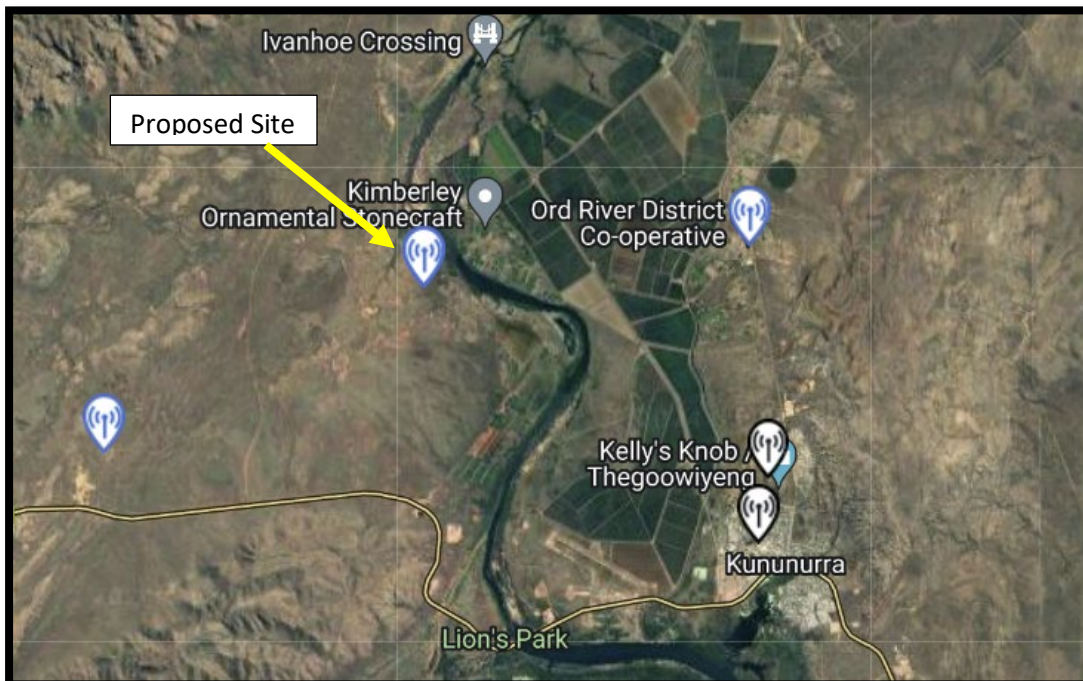 Ivanhoe Crossing
Proposed Site
Kimberley
Ornamental Stonecraft
Ord River District
Co-operative
Kelly's Knob /
Thegoowiyeng
Kununurra
Lion's Park